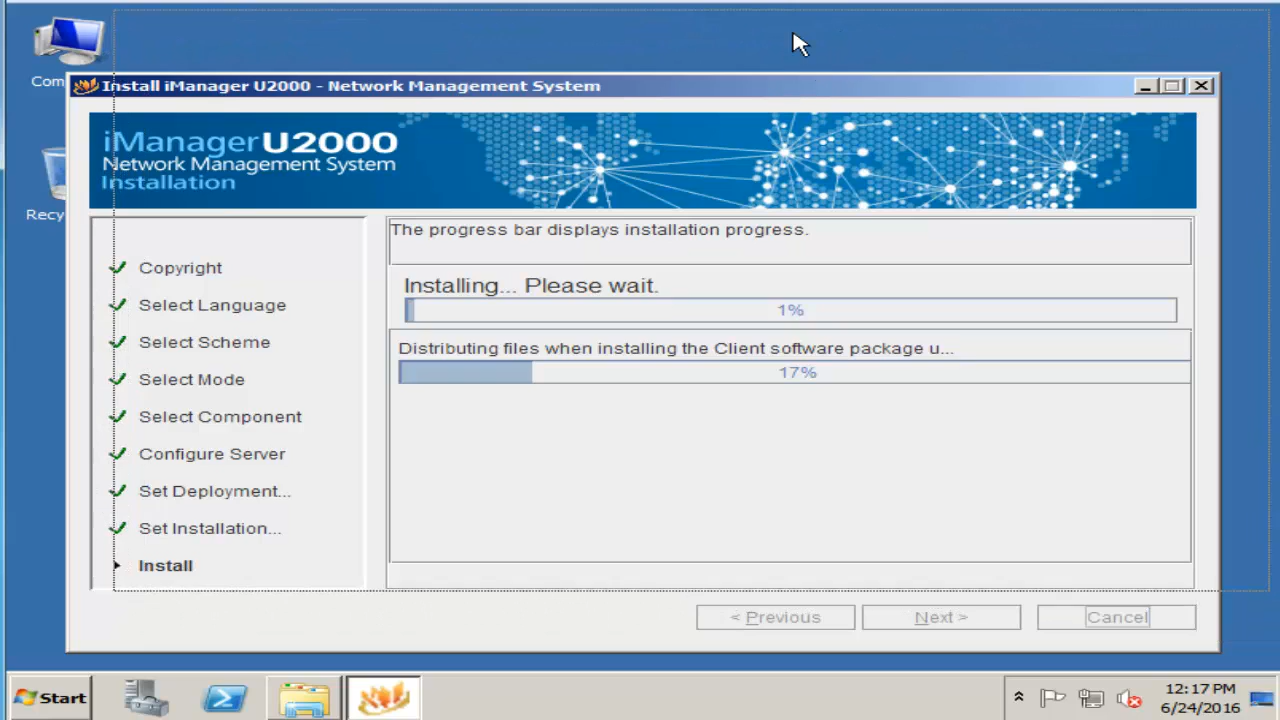 Com
Recy
Install iManager U2000 - Network Management System
iManager U2000
Network Management System
Installation
Copyright
Select Language
Select Scheme
Select Mode
Select Component
Configure Server
Set Deployment...
Set Installation...
Install
The progress bar displays installation progress.
Installing... Please wait.
1%
Distributing files when installing the Client software package u...
17%
< Previous
Next >
Cancel
Start
12:17 PM
6/24/2016